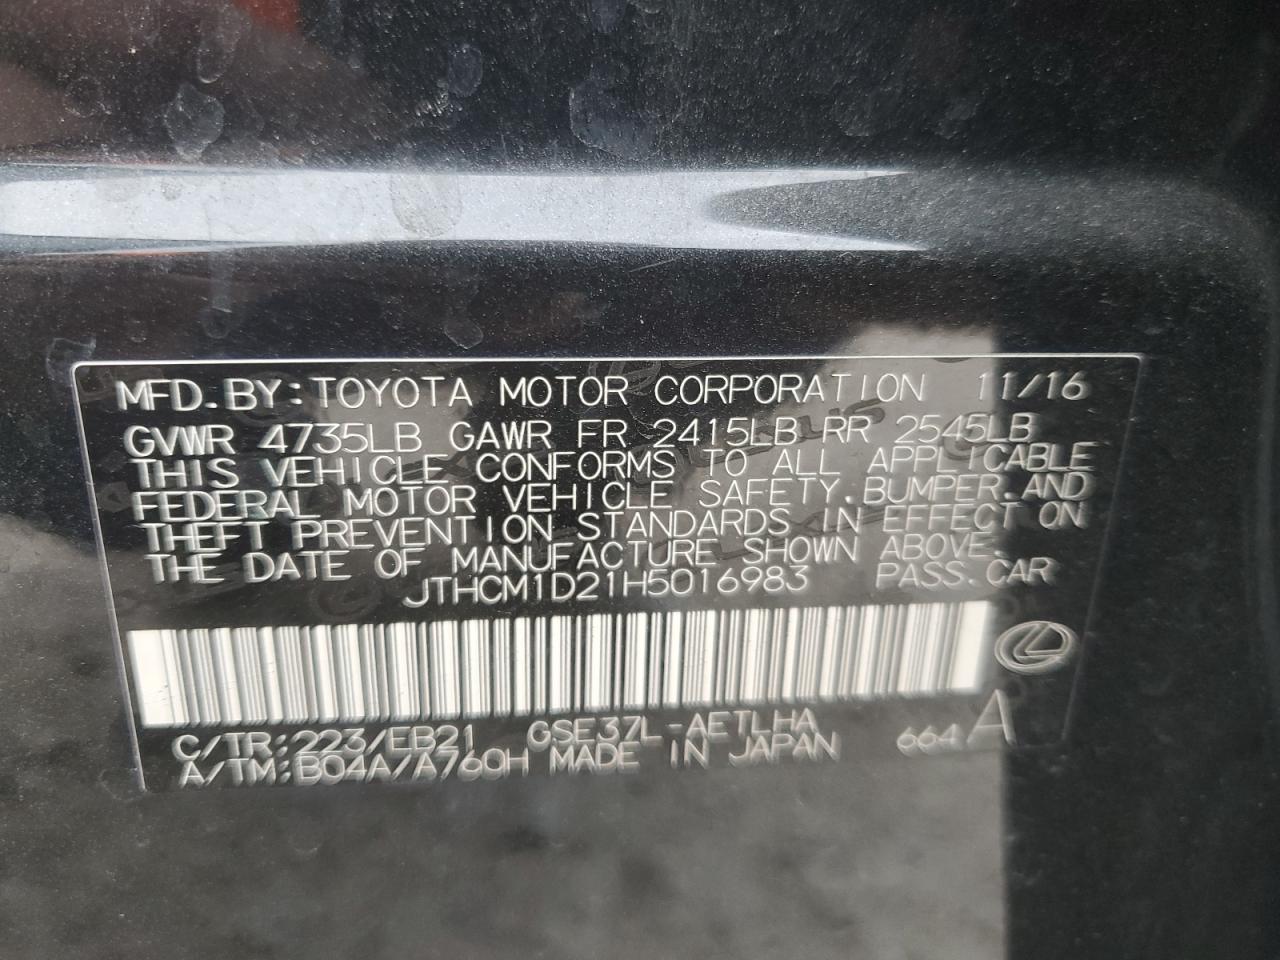 MFD.BY:TOYOTA MOTOR CORPORATION 11/16
GVWR 4735LB GAWR FR 2415LB RR 2545LB
THIS VEHICLE CONFORMS TO ALL APPLICABLE
FEDERAL MOTOR VEHICLE SAFETY.BUMPER.AND
THEFT PREVENTION STANDARDS IN EFFECT ON
THE DATE OF MANUFACTURE SHOWN ABOVE.
JTHCM1D21H5016983 PASS.CAR
C/TR:223/EB21 GSE37L-AETLHA
A/TM:B04A/A760H MADE IN JAPAN 664 A